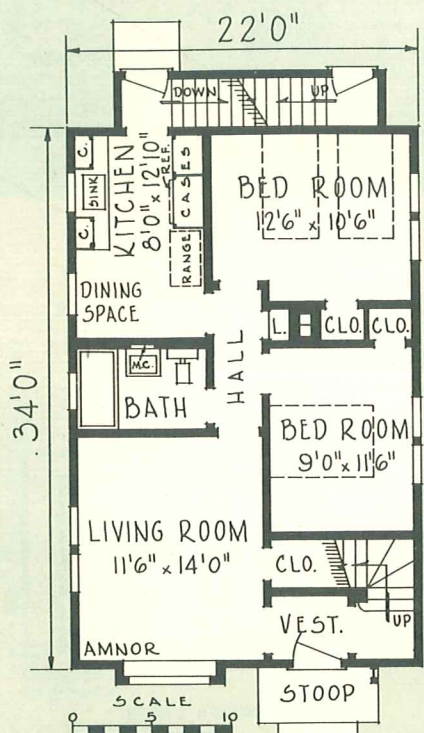 22'0"
DOWN
UP
C.
SINK
C.
KITCHEN
8'0" x 12'10"
REF.
CASES
RANGE
DINING
SPACE
BED ROOM
12'6" x 10'6"
34'0"
L.
CLO.
CLO.
HALL
M.C.
BATH
BED ROOM
9'0" x 11'6"
LIVING ROOM
11'6" x 14'0"
CLO.
UP
VEST.
AMNOR
STOOP
SCALE
0 5 10